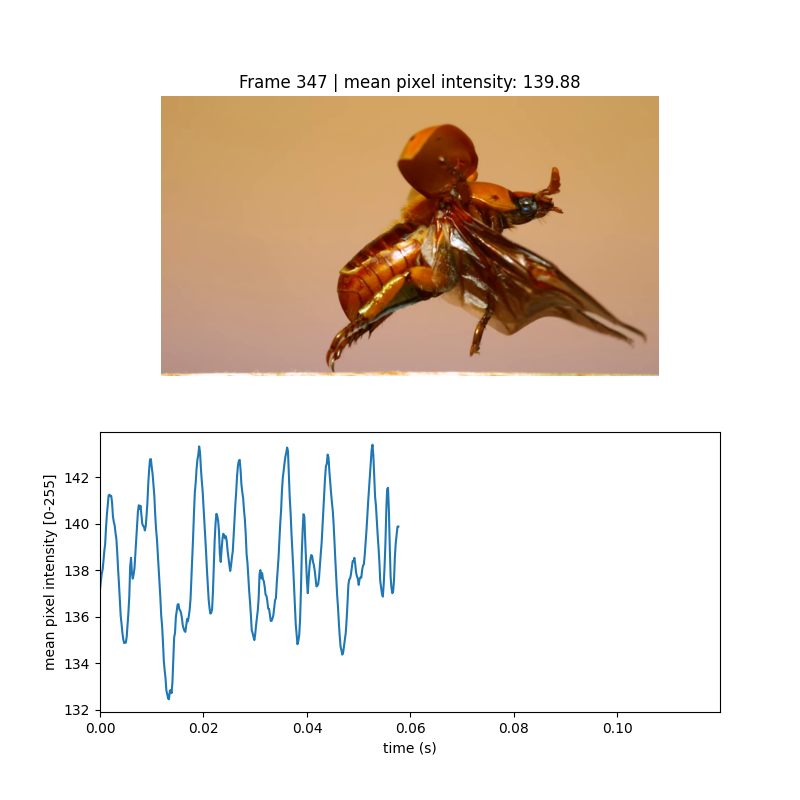 Frame 347 | mean pixel intensity: 139.88
142
140
138
136
134
132
mean pixel intensity [0-255]
0.00 0.02 0.04 0.06 0.08 0.10
time (s)